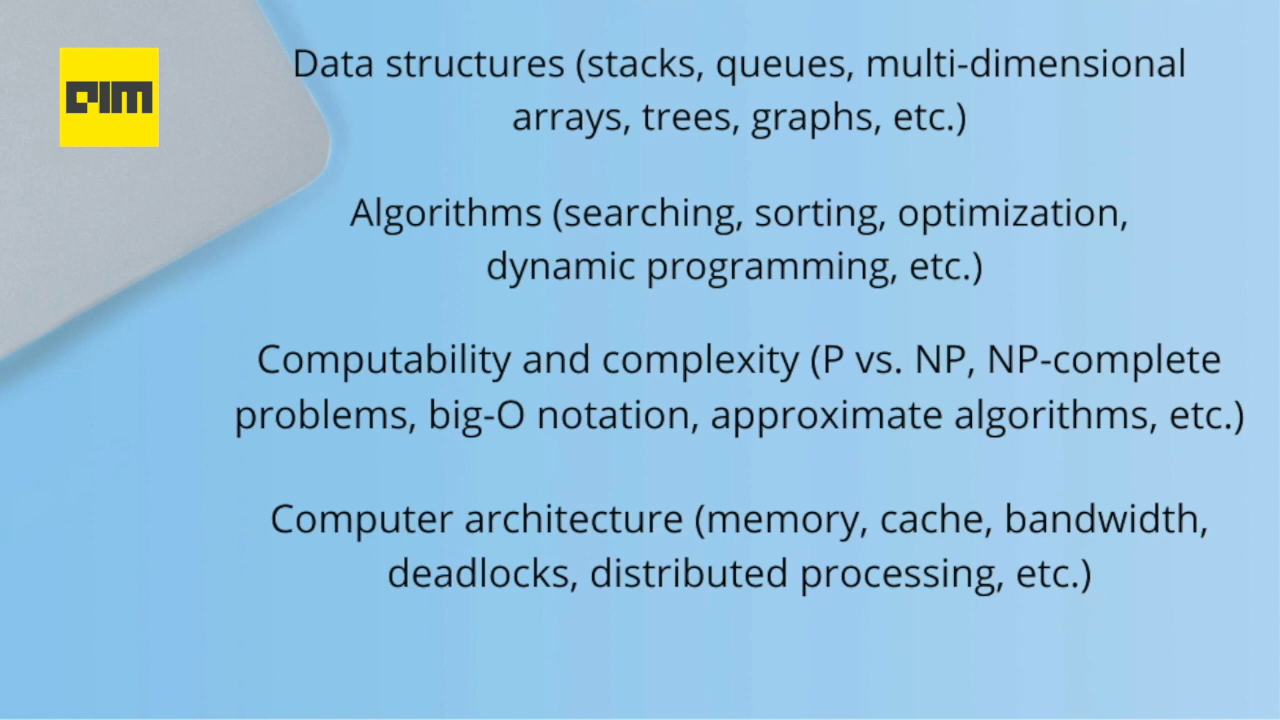 AIM
Data structures (stacks, queues, multi-dimensional
arrays, trees, graphs, etc.)
Algorithms (searching, sorting, optimization,
dynamic programming, etc.)
Computability and complexity (P vs. NP, NP-complete
problems, big-O notation, approximate algorithms, etc.)
Computer architecture (memory, cache, bandwidth,
deadlocks, distributed processing, etc.)